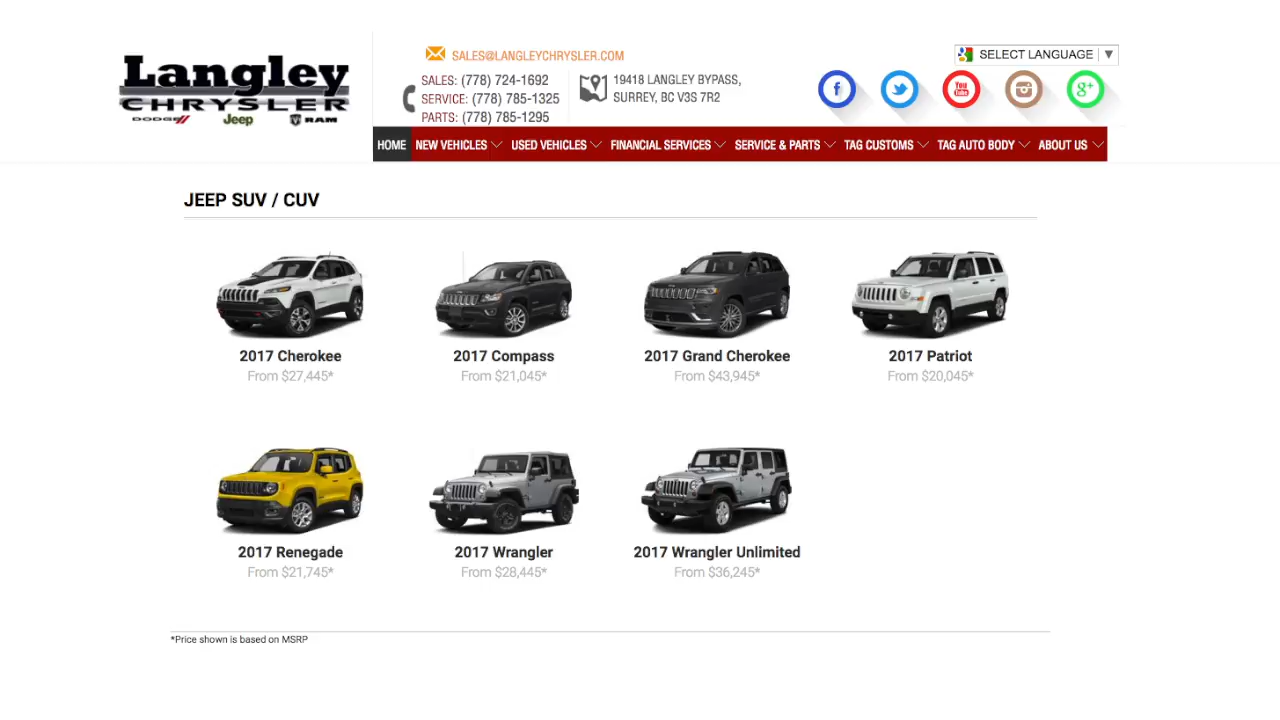 Langley
CHRYSLER
DODGE Jeep RAM
SALES@LANGLEYCHRYSLER.COM
SALES: (778) 724-1692
SERVICE: (778) 785-1325
PARTS: (778) 785-1295
19418 LANGLEY BYPASS,
SURREY, BC V3S 7R2
SELECT LANGUAGE ▼
f
You
Tube
g+
HOME NEW VEHICLES USED VEHICLES FINANCIAL SERVICES SERVICE & PARTS TAG CUSTOMS TAG AUTO BODY ABOUT US
JEEP SUV / CUV
2017 Cherokee
From $27,445*
2017 Compass
From $21,045*
2017 Grand Cherokee
From $43,945*
2017 Patriot
From $20,045*
2017 Renegade
From $21,745*
2017 Wrangler
From $28,445*
2017 Wrangler Unlimited
From $36,245*
*Price shown is based on MSRP